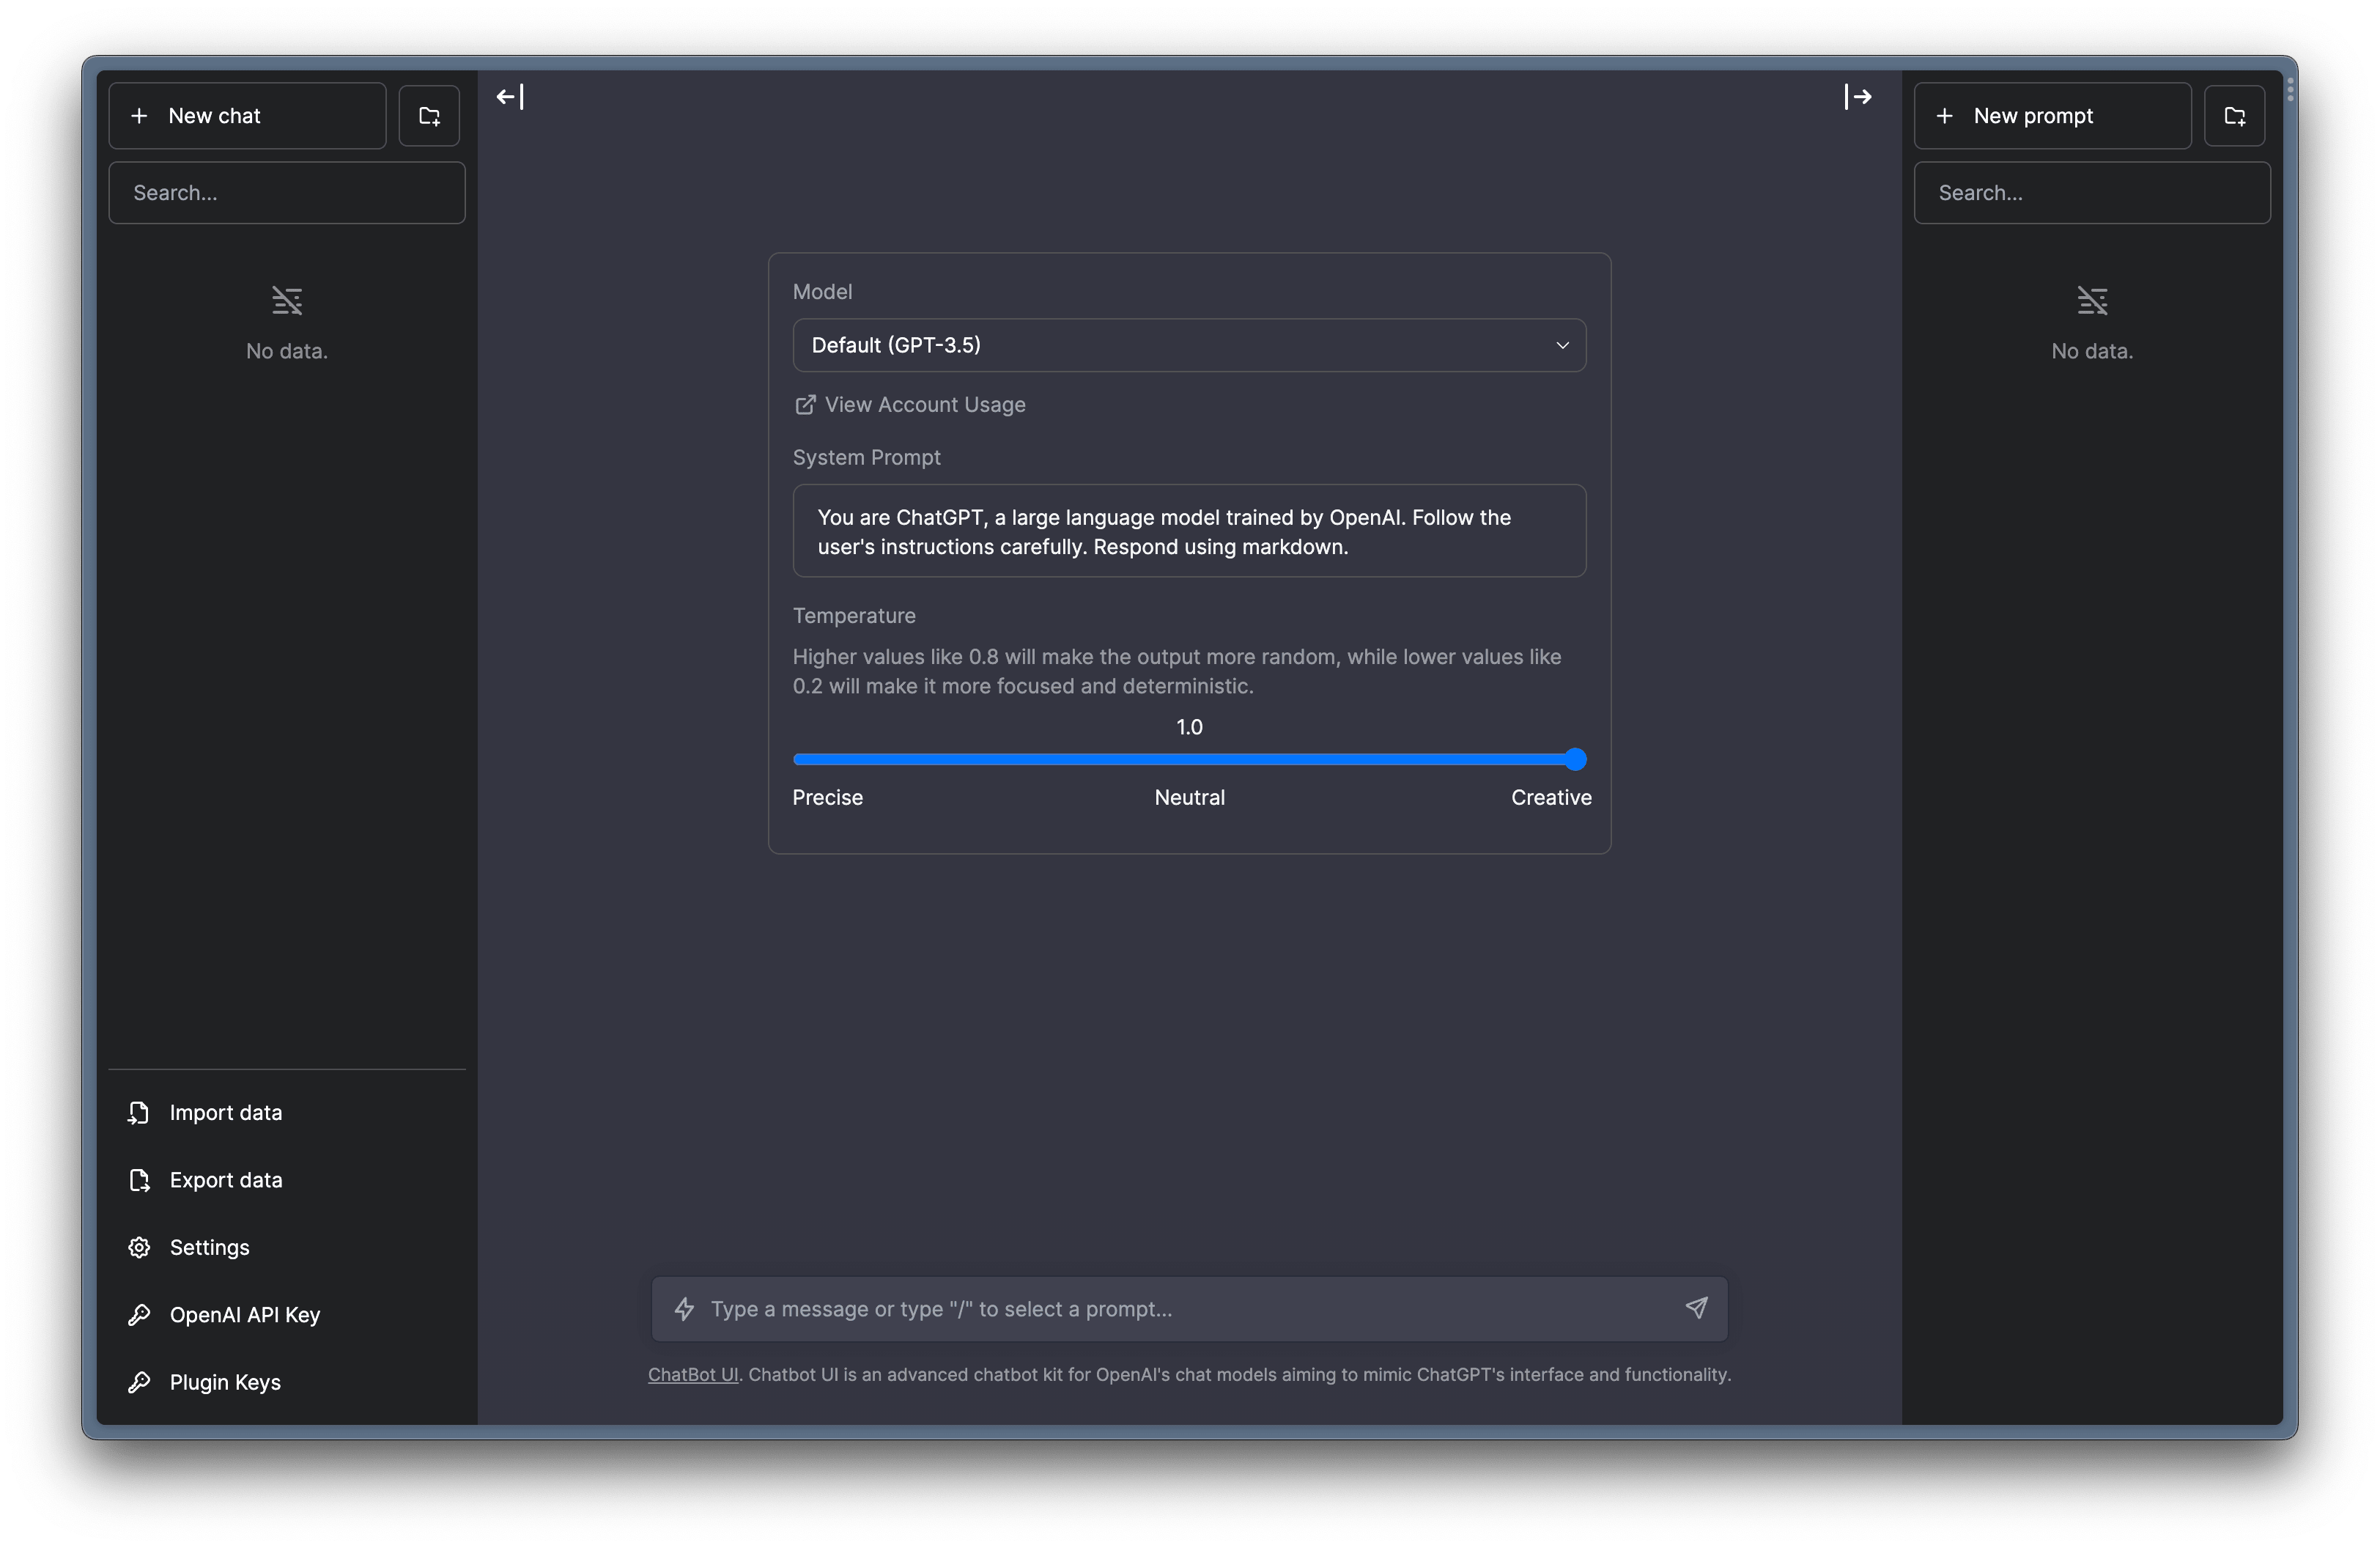 New chat
Search...
No data.
Import data
Export data
Settings
OpenAI API Key
Plugin Keys
Model
Default (GPT-3.5)
View Account Usage
System Prompt
You are ChatGPT, a large language model trained by OpenAI. Follow the
user's instructions carefully. Respond using markdown.
Temperature
Higher values like 0.8 will make the output more random, while lower values like
0.2 will make it more focused and deterministic.
1.0
Precise Neutral Creative
Type a message or type "/" to select a prompt...
ChatBot UI. Chatbot UI is an advanced chatbot kit for OpenAI's chat models aiming to mimic ChatGPT's interface and functionality.
New prompt
Search...
No data.